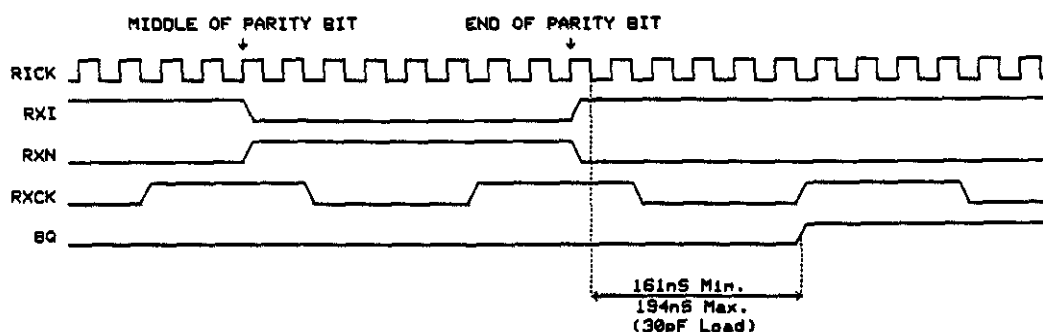 MIDDLE OF PARITY BIT
END OF PARITY BIT
RICK
RXI
RXN
RXCK
BQ
161nS Min.
194nS Max.
(30pF Load)